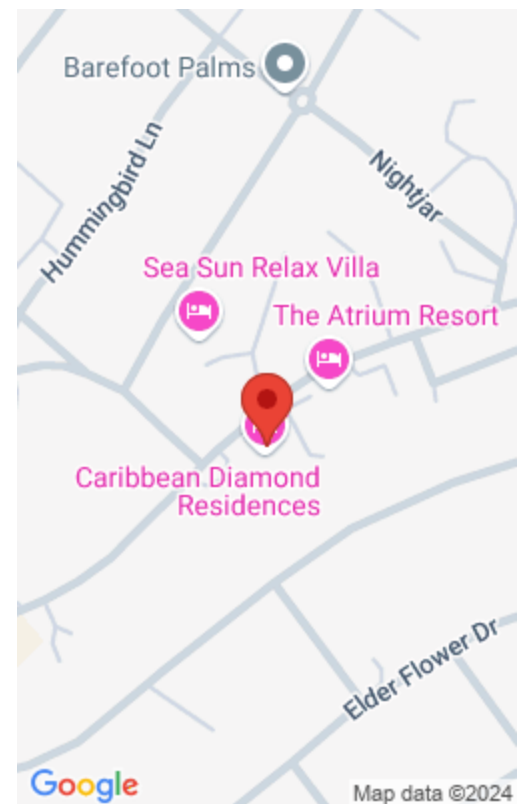 Barefoot Palms
Hummingbird Ln
Nightjar
Sea Sun Relax Villa
The Atrium Resort
Caribbean Diamond
Residences
Elder Flower Dr
Google
Map data ©2024